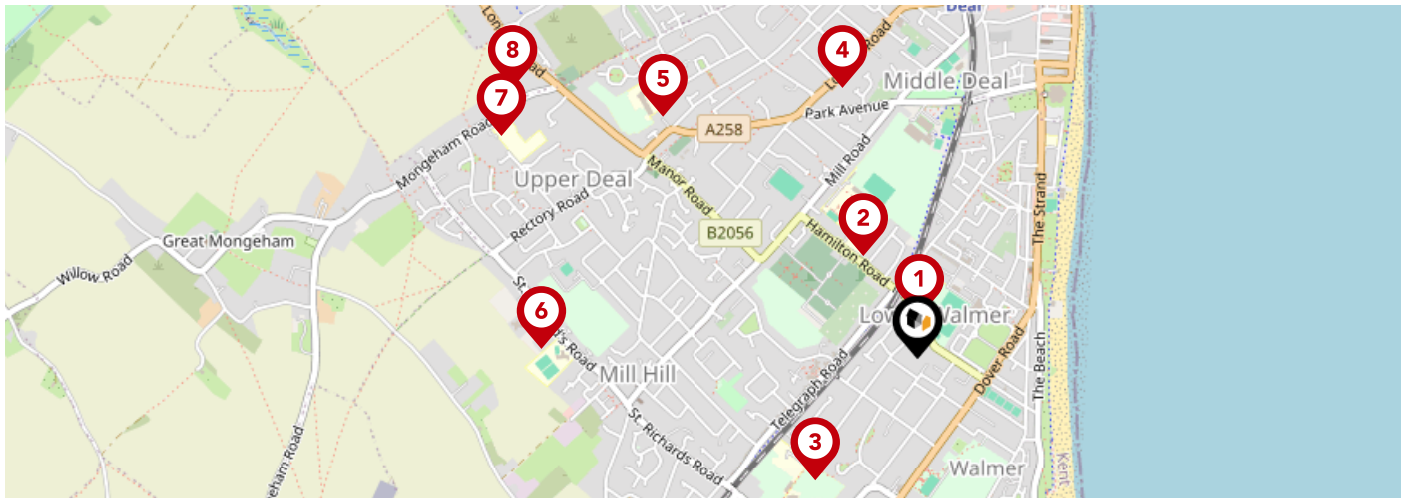 Deal
8
4
5
7
Middle Deal
Park Avenue
A258
Mongeham Road
Mill Road
Manor Road
Upper Deal
The Strand
Rectory Road
2
B2056
Hamilton Road
Great Mongeham
Willow Road
1
6
Walmer
Dover Road
The Beach
Mill Hill
Telegraph Road
St. Richards Road
3
Walmer
Kent